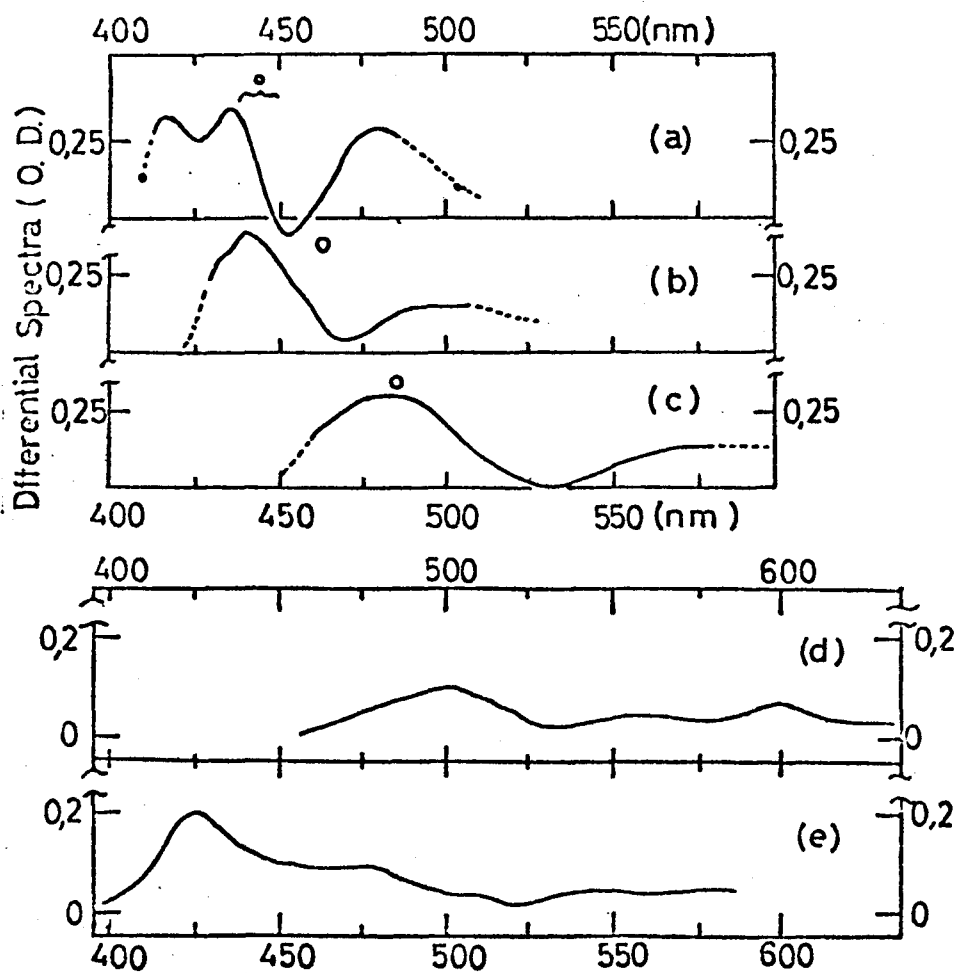 400 450 500 550(nm)
Differential Spectra (O. D.)
0,25 (a) 0,25
0,25 (b) 0,25
0,25 (c) 0,25
400 450 500 550 (nm)
400 500 600
0,2 (d) 0,2
0 0
0,2 (e) 0,2
0 0
400 450 500 550 600